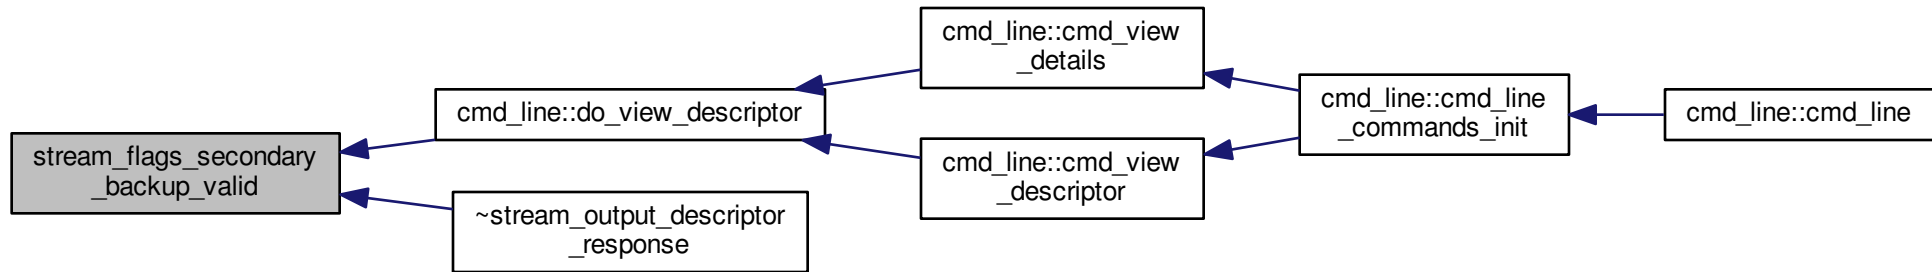 stream_flags_secondary
_backup_valid
cmd_line::do_view_descriptor
~stream_output_descriptor
_response
cmd_line::cmd_view
_details
cmd_line::cmd_view
_descriptor
cmd_line::cmd_line
_commands_init
cmd_line::cmd_line